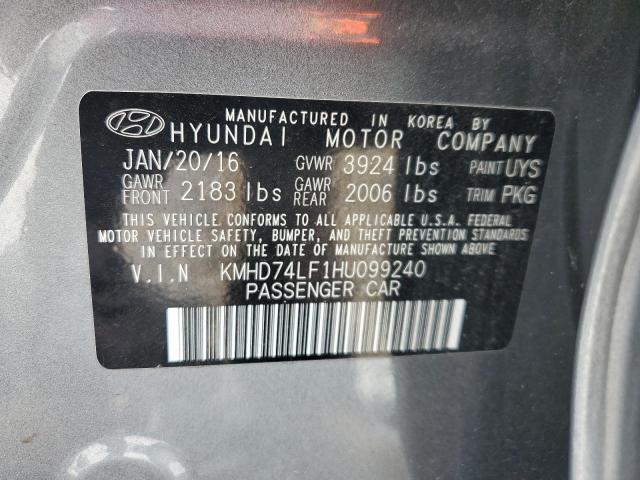 MANUFACTURED IN KOREA BY
HYUNDAI MOTOR COMPANY
JAN/20/16 GVWR 3924 lbs PAINT UYS
GAWR FRONT 2183 lbs GAWR REAR 2006 lbs TRIM PKG
THIS VEHICLE CONFORMS TO ALL APPLICABLE U.S.A. FEDERAL
MOTOR VEHICLE SAFETY, BUMPER, AND THEFT PREVENTION STANDARDS
IN EFFECT ON THE DATE OF MANUFACTURE SHOWN ABOVE.
V.I.N KMHD74LF1HU099240
PASSENGER CAR